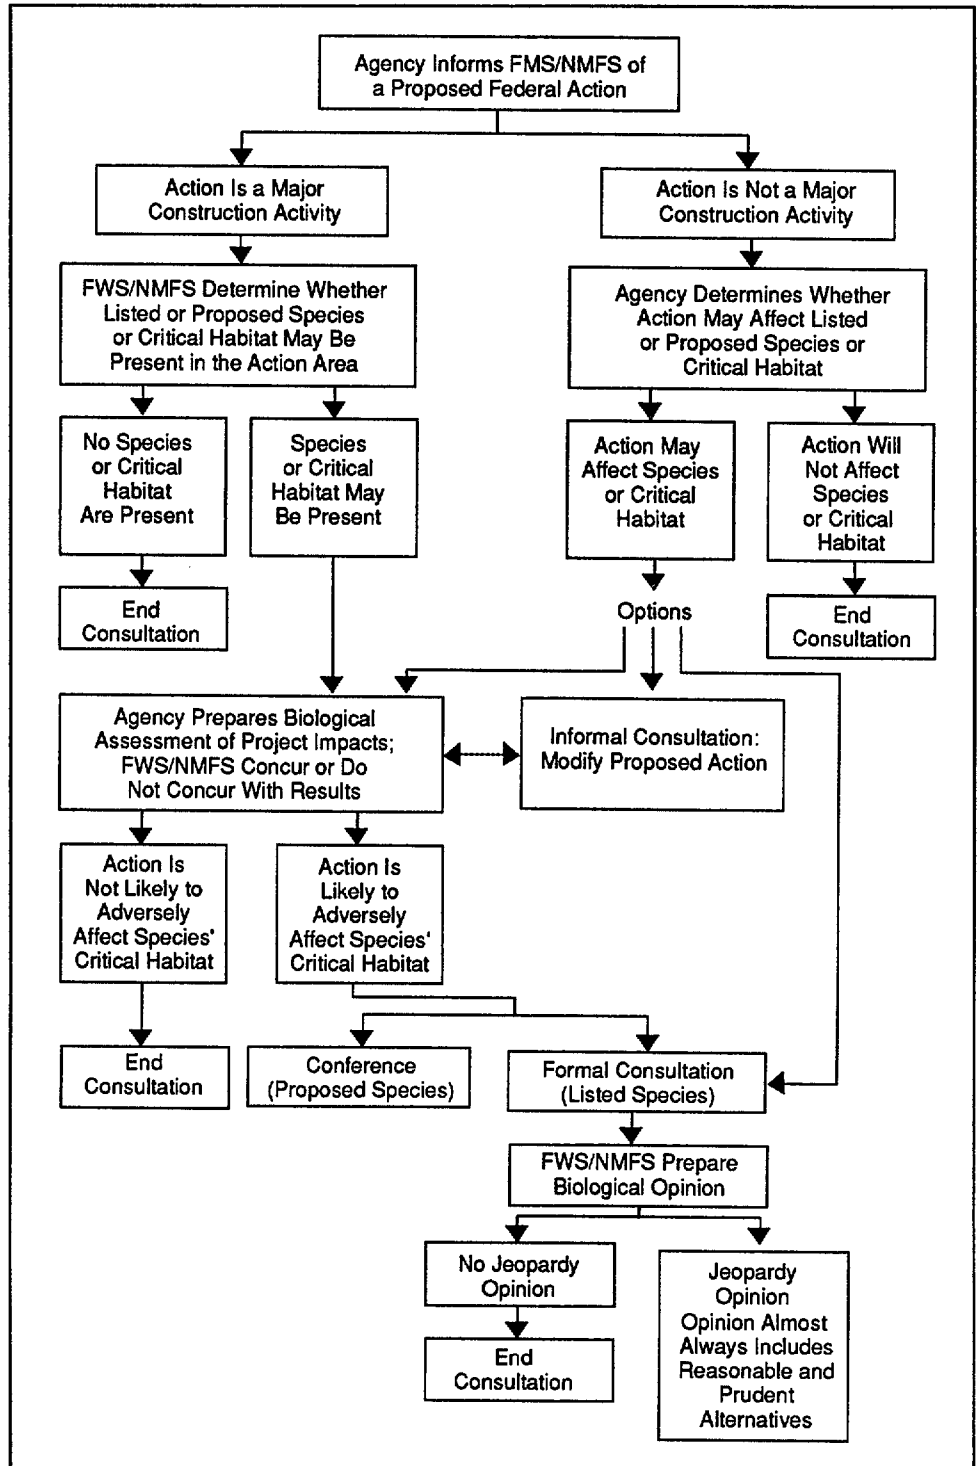 Agency Informs FMS/NMFS of
a Proposed Federal Action
Action Is a Major
Construction Activity
Action Is Not a Major
Construction Activity
FWS/NMFS Determine Whether
Listed or Proposed Species
or Critical Habitat May Be
Present in the Action Area
Agency Determines Whether
Action May Affect Listed
or Proposed Species or
Critical Habitat
No Species
or Critical
Habitat
Are Present
Species
or Critical
Habitat May
Be Present
Action May
Affect Species
or Critical
Habitat
Action Will
Not Affect
Species
or Critical
Habitat
End
Consultation
Options
End
Consultation
Agency Prepares Biological
Assessment of Project Impacts;
FWS/NMFS Concur or Do
Not Concur With Results
Informal Consultation:
Modify Proposed Action
Action Is
Not Likely to
Adversely
Affect Species'
Critical Habitat
Action Is
Likely to
Adversely
Affect Species'
Critical Habitat
End
Consultation
Conference
(Proposed Species)
Formal Consultation
(Listed Species)
FWS/NMFS Prepare
Biological Opinion
No Jeopardy
Opinion
Jeopardy
Opinion
Opinion Almost
Always Includes
Reasonable and
Prudent
Alternatives
End
Consultation